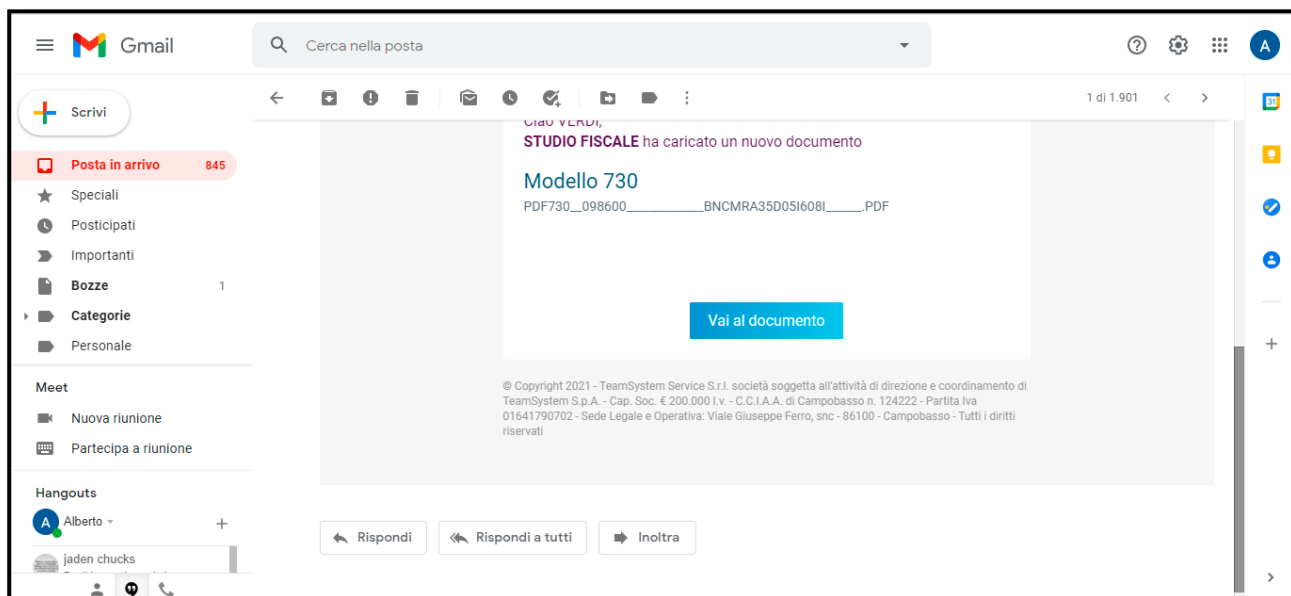 Gmail
Cerca nella posta
Scrivi
1 di 1.901
31
Posta in arrivo 845
Speciali
Posticipati
Importanti
Bozze 1
Categorie
Personale
Meet
Nuova riunione
Partecipa a riunione
Hangouts
A Alberto
jaden chucks
A
Ciao VERDI,
STUDIO FISCALE ha caricato un nuovo documento
Modello 730
PDF730__098600____________BNCMRA35D05I608I______.PDF
Vai al documento
© Copyright 2021 - TeamSystem Service S.r.l. società soggetta all'attività di direzione e coordinamento di
TeamSystem S.p.A. - Cap. Soc. € 200.000 I.v. - C.C.I.A.A. di Campobasso n. 124222 - Partita Iva
01641790702 - Sede Legale e Operativa: Viale Giuseppe Ferro, snc - 86100 - Campobasso - Tutti i diritti
riservati
Rispondi
Rispondi a tutti
Inoltra